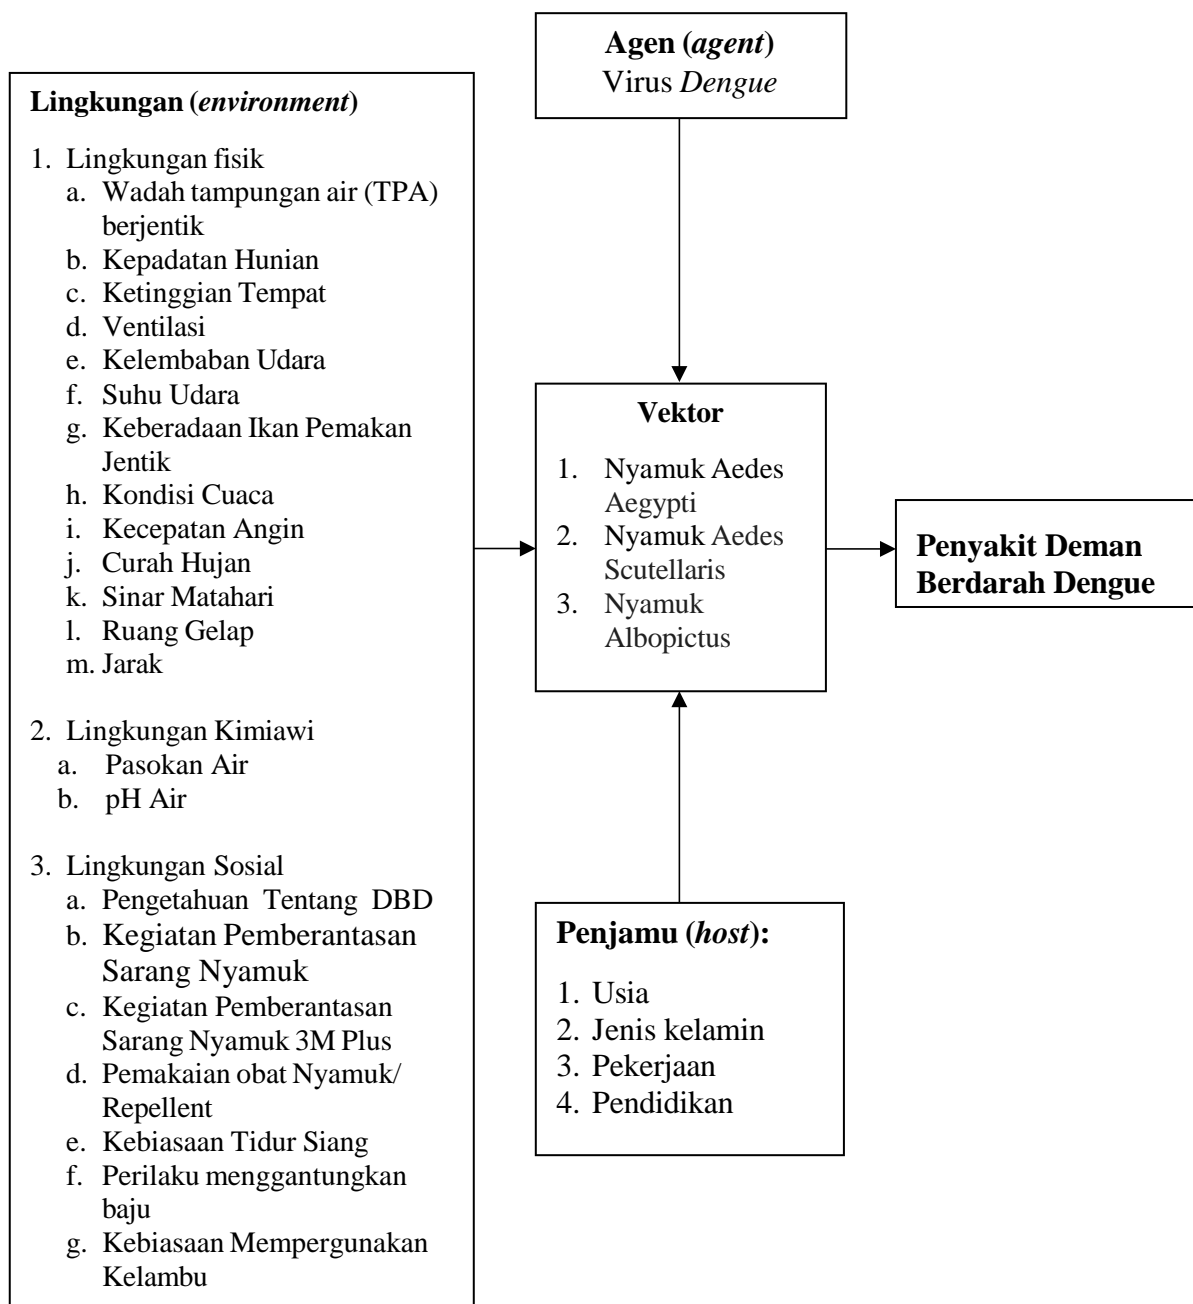 Agen (agent)
Virus Dengue
Lingkungan (environment)
1. Lingkungan fisik
a. Wadah tampungan air (TPA)
berjentik
b. Kepadatan Hunian
c. Ketinggian Tempat
d. Ventilasi
e. Kelembaban Udara
f. Suhu Udara
g. Keberadaan Ikan Pemakan
Jentik
h. Kondisi Cuaca
i. Kecepatan Angin
j. Curah Hujan
k. Sinar Matahari
l. Ruang Gelap
m. Jarak
2. Lingkungan Kimiawi
a. Pasokan Air
b. pH Air
3. Lingkungan Sosial
a. Pengetahuan Tentang DBD
b. Kegiatan Pemberantasan
Sarang Nyamuk
c. Kegiatan Pemberantasan
Sarang Nyamuk 3M Plus
d. Pemakaian obat Nyamuk/
Repellent
e. Kebiasaan Tidur Siang
f. Perilaku menggantungkan
baju
g. Kebiasaan Mempergunakan
Kelambu
Vektor
1. Nyamuk Aedes
Aegypti
2. Nyamuk Aedes
Scutellaris
3. Nyamuk
Albopictus
Penyakit Deman
Berdarah Dengue
Penjamu (host):
1. Usia
2. Jenis kelamin
3. Pekerjaan
4. Pendidikan